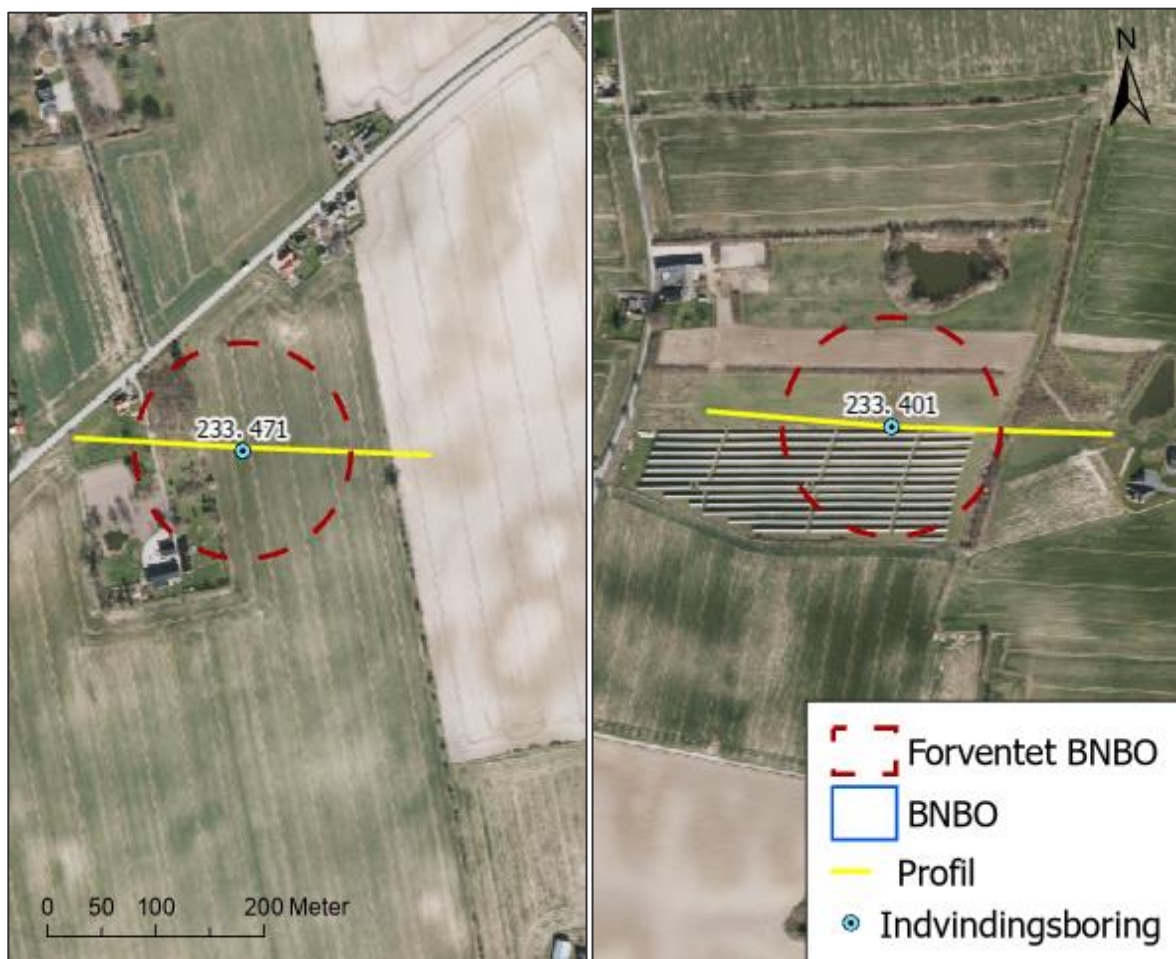 N
233. 471
233. 401
0 50 100 200 Meter
Forventet BNBO
BNBO
Profil
Indvindingsboring